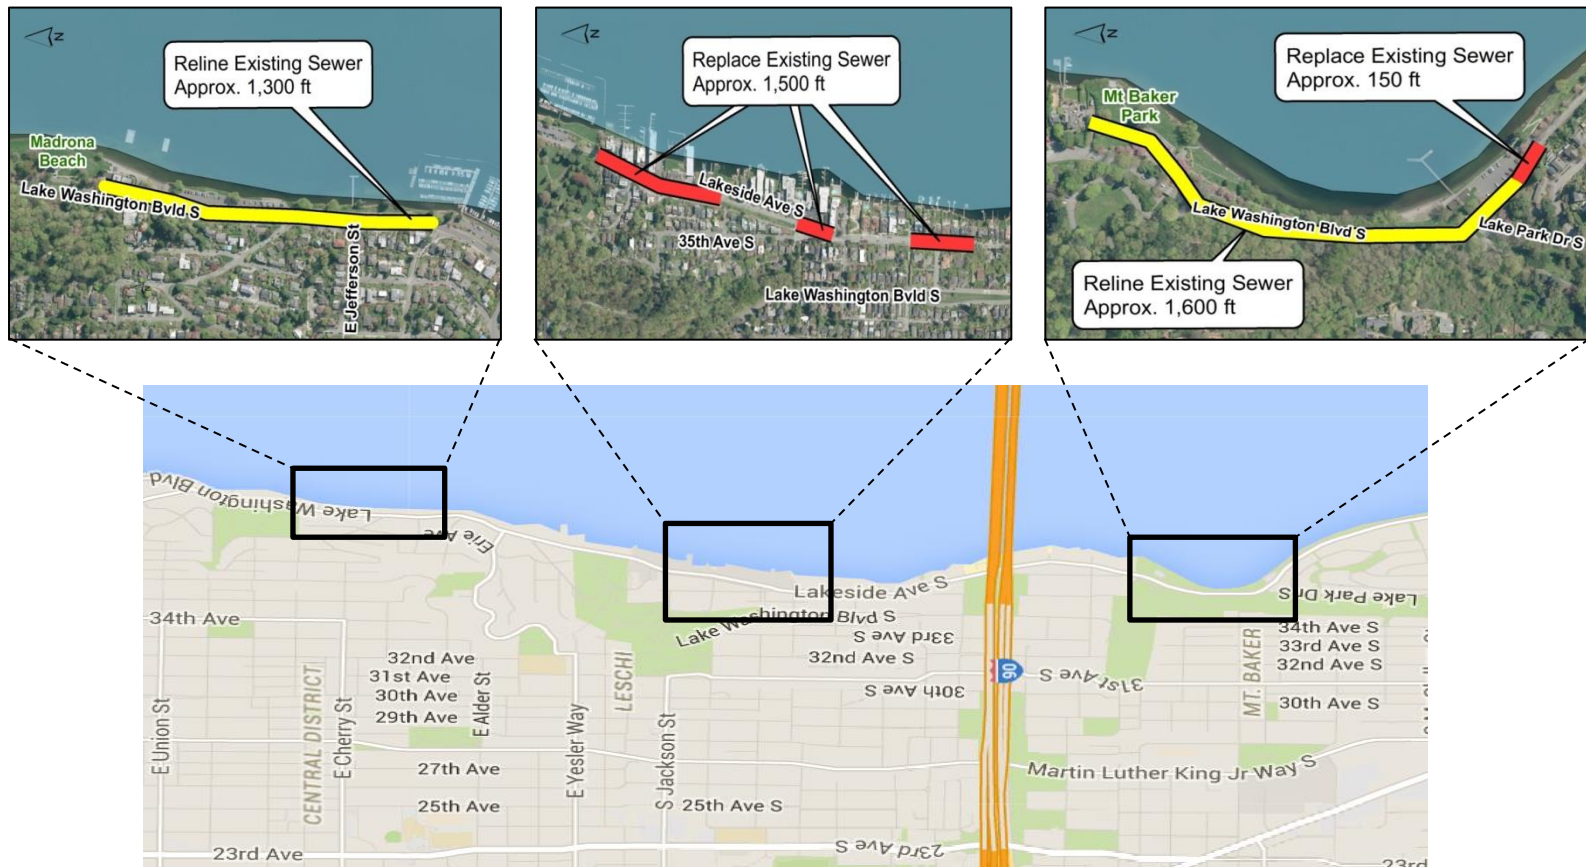 N
Reline Existing Sewer
Approx. 1,300 ft
Madrona
Beach
Lake Washington Bvld S
E Jefferson St
N
Replace Existing Sewer
Approx. 1,500 ft
Lakeside Ave S
35th Ave S
Lake Washington Bvld S
N
Replace Existing Sewer
Approx. 150 ft
Mt Baker
Park
Lake Washington Blvd S
Lake Park Dr S
Reline Existing Sewer
Approx. 1,600 ft
Lake Washington Blvd
Erie Ave
Lakeside Ave S
Lake Washington Blvd S
Lake Park Dr S
34th Ave
33rd Ave S
34th Ave S
33rd Ave S
32nd Ave S
32nd Ave
32nd Ave S
31st Ave
30th Ave
29th Ave
30th Ave S
31st Ave S
30th Ave S
90
LESCHI
MT. BAKER
CENTRAL DISTRICT
E Union St
E Cherry St
E Alder St
E Yesler Way
S Jackson St
27th Ave
Martin Luther King Jr Way S
25th Ave
25th Ave S
23rd Ave
23rd Ave S
23rd